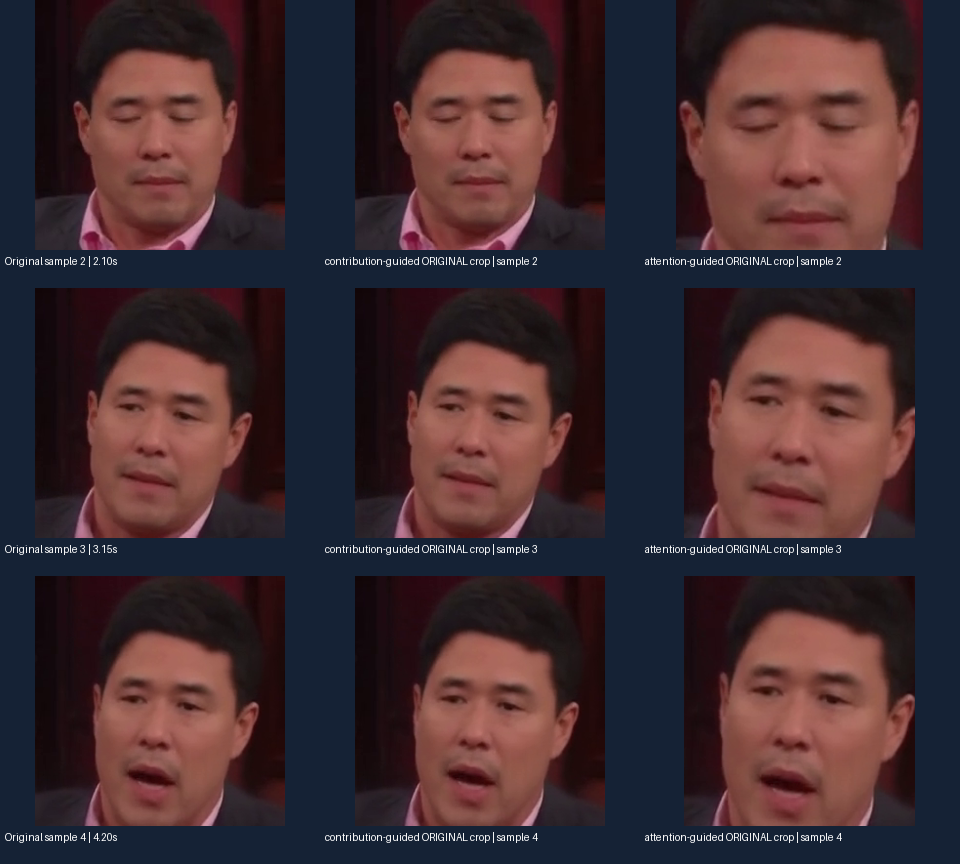 Original sample 2 | 2.10s
contribution-guided ORIGINAL crop | sample 2
attention-guided ORIGINAL crop | sample 2
Original sample 3 | 3.15s
contribution-guided ORIGINAL crop | sample 3
attention-guided ORIGINAL crop | sample 3
Original sample 4 | 4.20s
contribution-guided ORIGINAL crop | sample 4
attention-guided ORIGINAL crop | sample 4